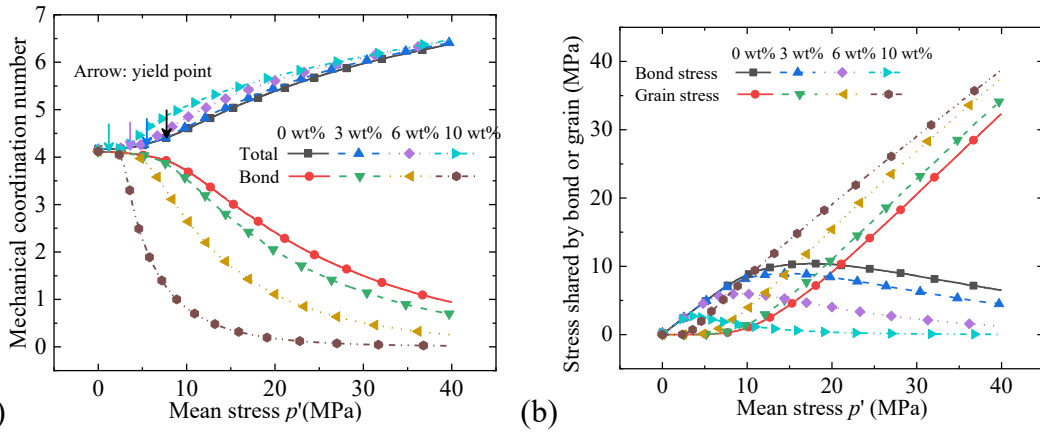 7
6
5
4
3
2
1
0
Mechanical coordination number
Arrow: yield point
0 wt% 3 wt% 6 wt% 10 wt%
Total
Bond
0 10 20 30 40
Mean stress p'(MPa)
)
40
30
20
10
0
Stress shared by bond or grain (MPa)
0 wt% 3 wt% 6 wt% 10 wt%
Bond stress
Grain stress
0 10 20 30 40
Mean stress p' (MPa)
(b)